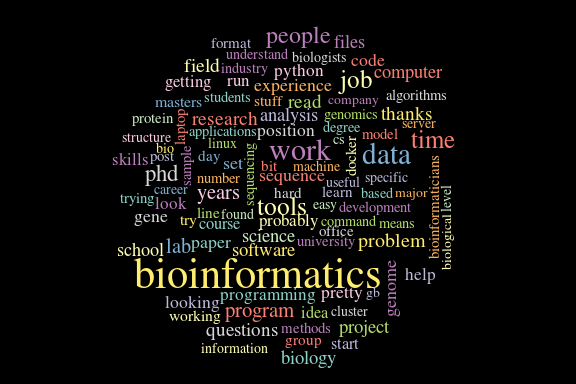 people files
format
understand biologists
code
field industry python computer
getting run job
experience
masters students stuff read company algorithms
protein laptop research analysis genomics thanks
server
structure applications position degree model time
cs
bio linux work docker data
skills post sample day set sequencing bit machine bioinformaticians
phd number sequence useful specific
career years hard learn based major
trying look tools easy development biological level
gene try line found probably command means
course office
school lab paper science university problem
software
bioinformatics genome help
looking programming pretty gb
working program idea cluster
questions methods project
information group start
biology